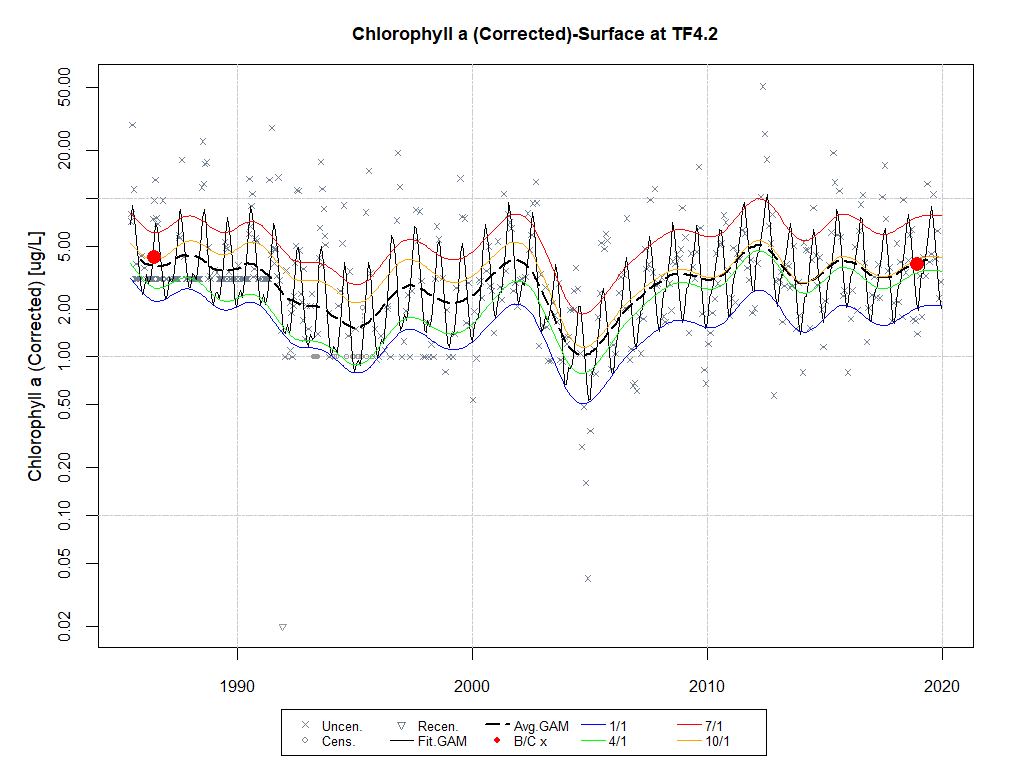 Chlorophyll a (Corrected)-Surface at TF4.2
Chlorophyll a (Corrected) [ug/L]
50.00
20.00
5.00
2.00
1.00
0.50
0.20
0.10
0.05
0.02
1990 2000 2010 2020
Uncen. Recen. Avg.GAM 1/1 7/1
Cens. Fit.GAM B/C x 4/1 10/1